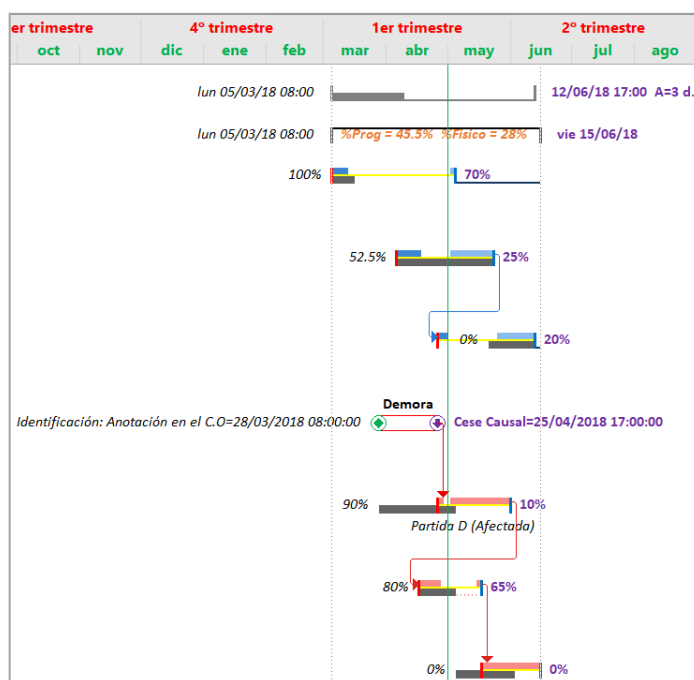 er trimestre 4º trimestre 1er trimestre 2º trimestre
oct nov dic ene feb mar abr may jun jul ago
lun 05/03/18 08:00 12/06/18 17:00 A=3 d.
lun 05/03/18 08:00 %Prog = 45.5% %Físico = 28% vie 15/06/18
100% 70%
52.5% 25%
0% 20%
Demora
Identificación: Anotación en el C.O=28/03/2018 08:00:00 Cese Causal=25/04/2018 17:00:00
90% 10%
Partida D (Afectada)
80% 65%
0% 0%